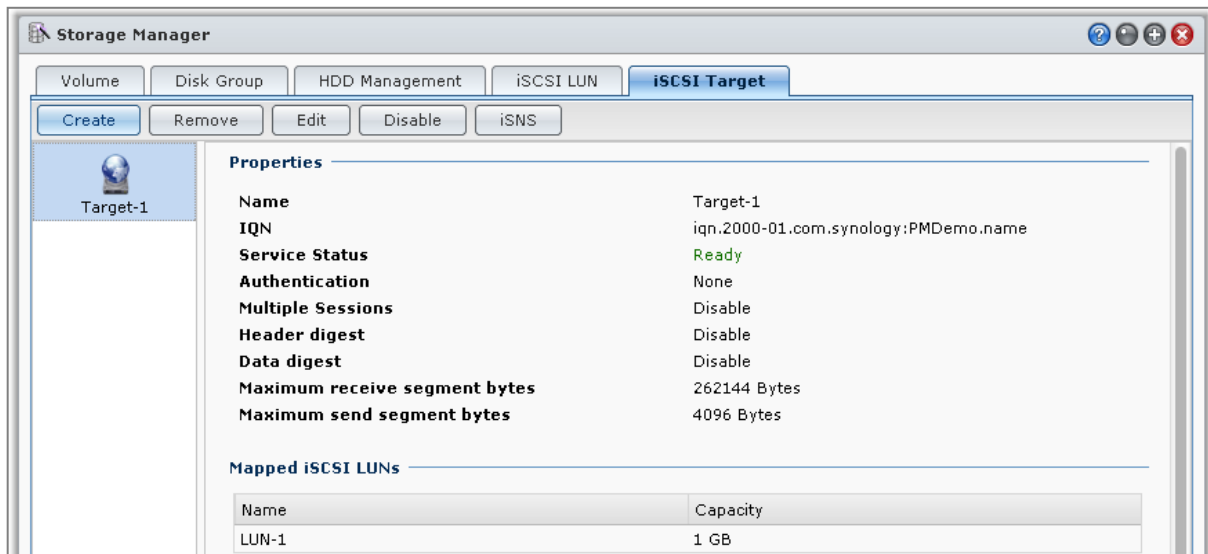 Storage Manager
Volume Disk Group HDD Management iSCSI LUN iSCSI Target
Create Remove Edit Disable iSNS
Target-1
Properties
Name Target-1
IQN iqn.2000-01.com.synology:PMDemo.name
Service Status Ready
Authentication None
Multiple Sessions Disable
Header digest Disable
Data digest Disable
Maximum receive segment bytes 262144 Bytes
Maximum send segment bytes 4096 Bytes
Mapped iSCSI LUNs
Name Capacity
LUN-1 1 GB